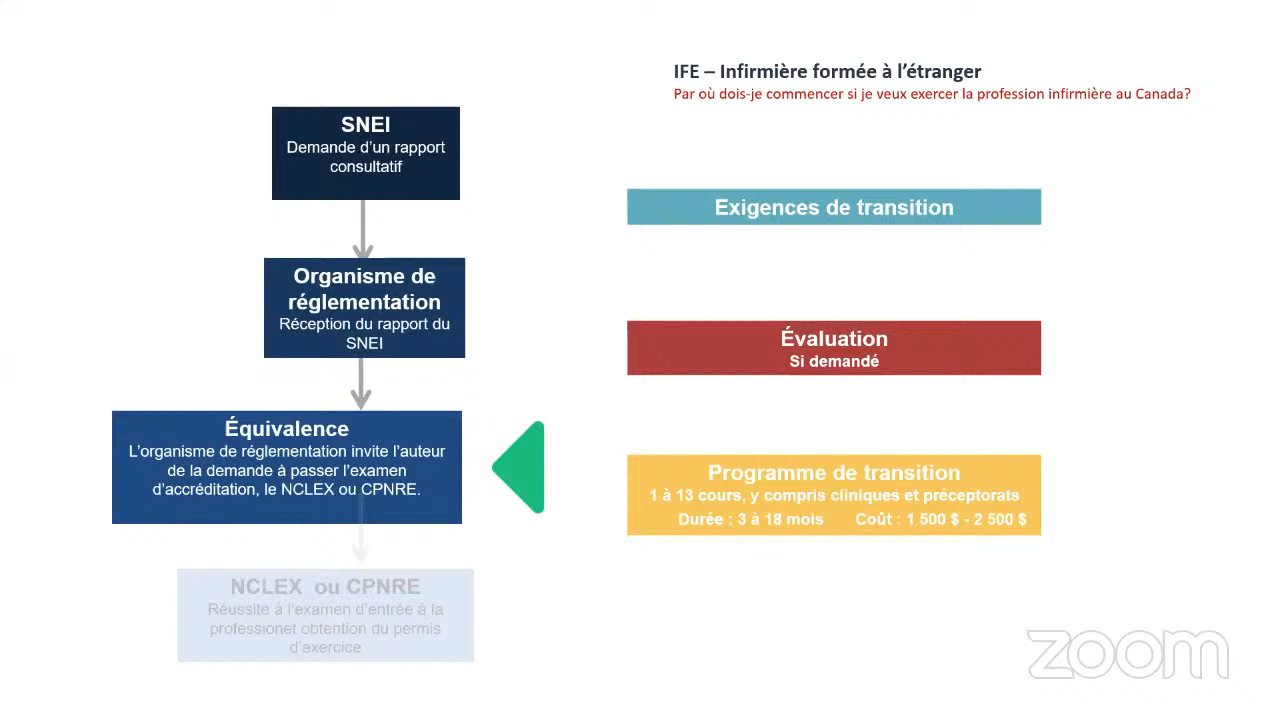 IFE – Infirmière formée à l’étranger
Par où dois-je commencer si je veux exercer la profession infirmière au Canada?
SNEI
Demande d’un rapport
consultatif
Organisme de
réglementation
Réception du rapport du
SNEI
Équivalence
L’organisme de réglementation invite l’auteur
de la demande à passer l’examen
d’accréditation, le NCLEX ou CPNRE.
NCLEX ou CPNRE
Réussite à l’examen d’entrée à la
professionet obtention du permis
d’exercice
Exigences de transition
Évaluation
Si demandé
Programme de transition
1 à 13 cours, y compris cliniques et préceptorats
Durée : 3 à 18 mois Coût : 1 500 $ - 2 500 $
zoom